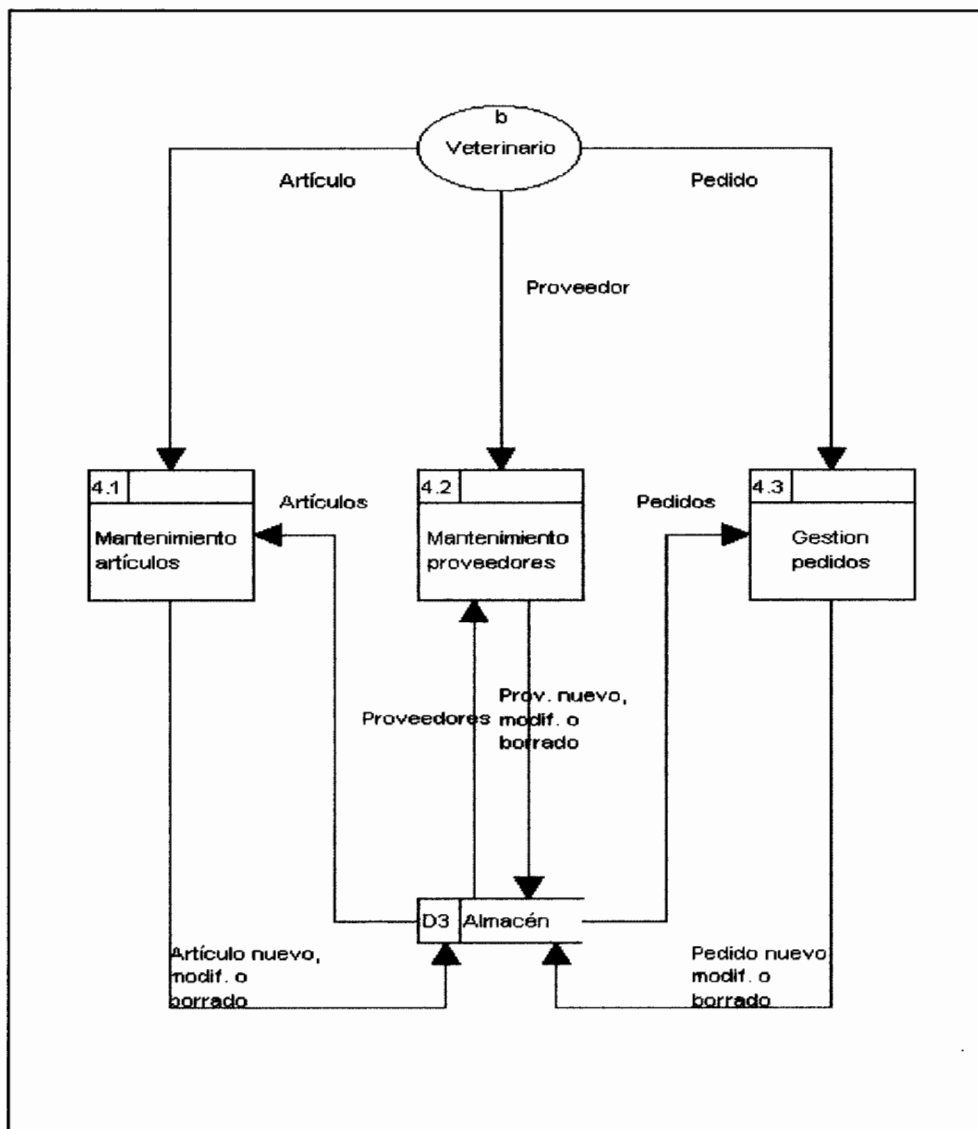 b
Veterinario
Artículo
Pedido
Proveedor
4.1
4.2
4.3
Artículos
Pedidos
Mantenimiento
artículos
Mantenimiento
proveedores
Gestion
pedidos
Proveedores
Prov. nuevo,
modif. o
borrado
D3
Almacén
Artículo nuevo,
modif. o
borrado
Pedido nuevo
modif. o
borrado